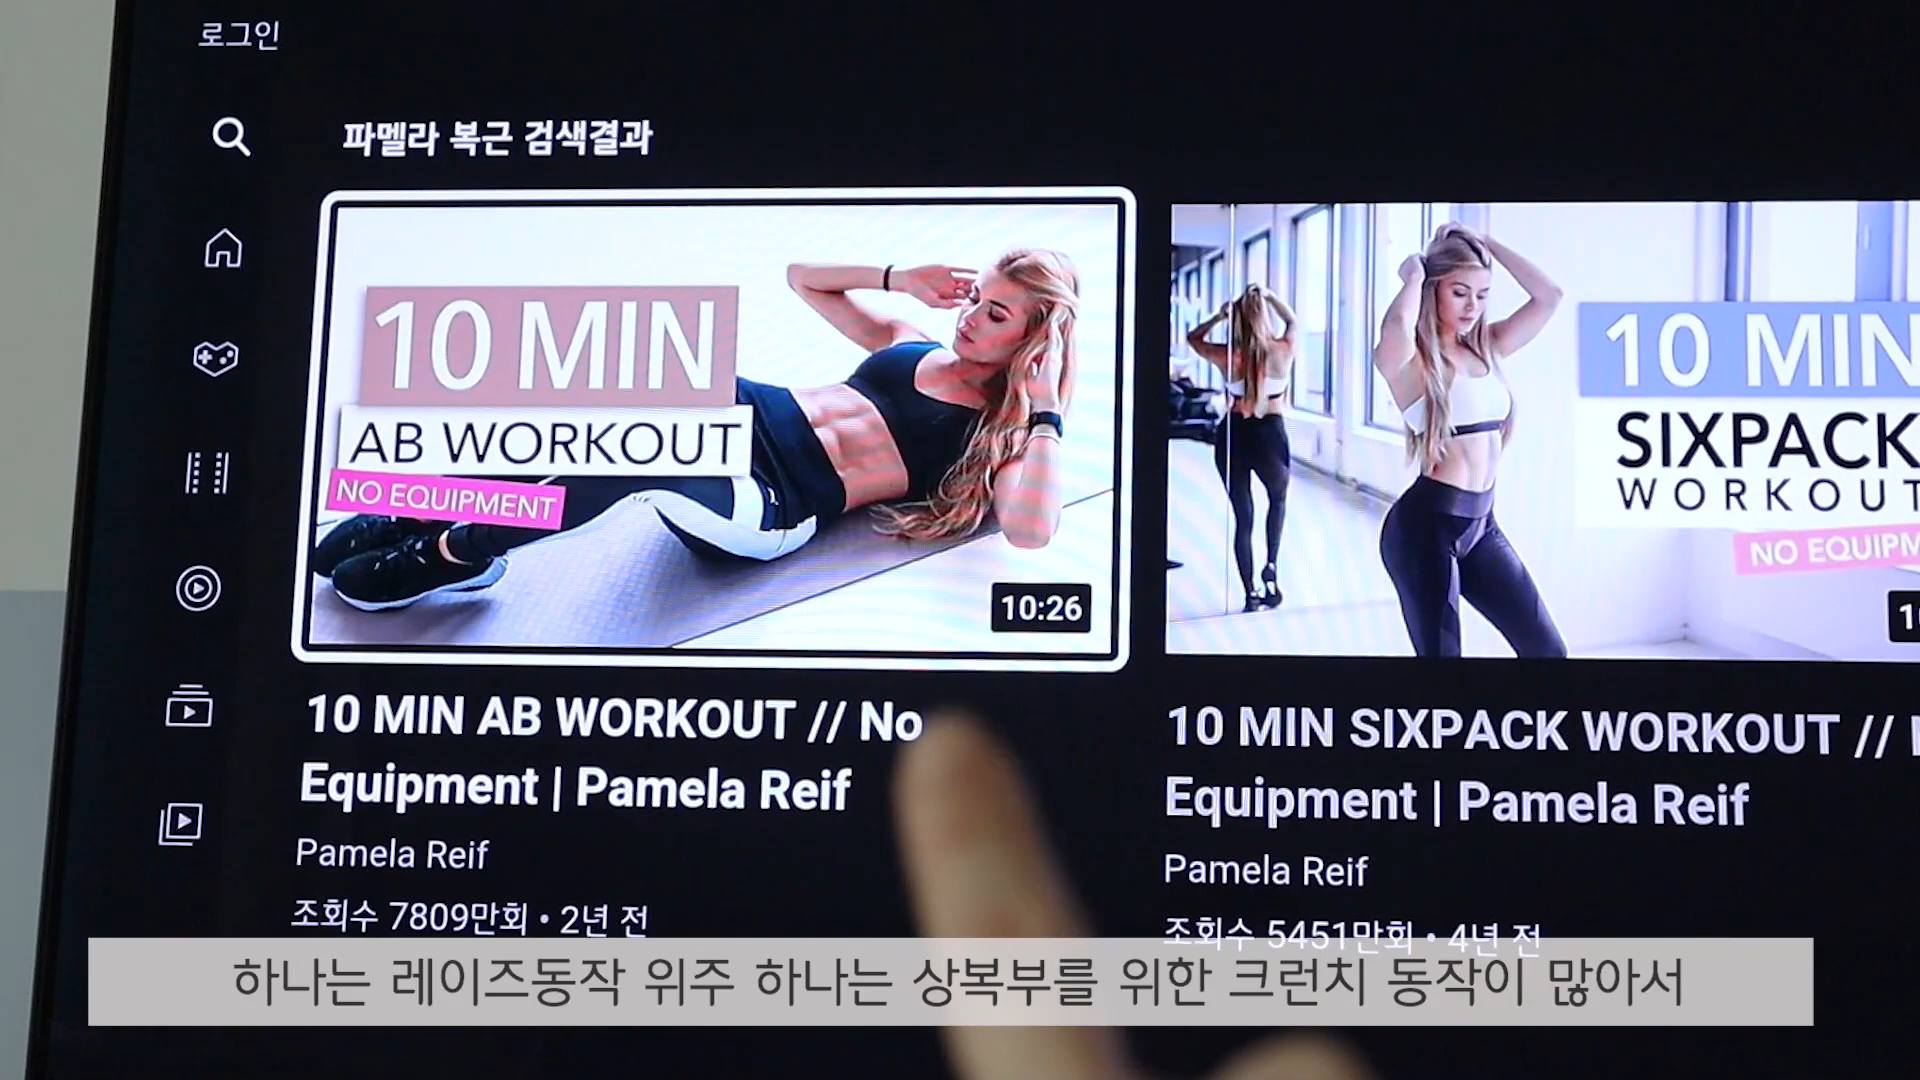 로그인
파멜라 복근 검색결과
10 MIN
AB WORKOUT
NO EQUIPMENT
10:26
10 MIN
SIXPACK
WORKOUT
NO
10 MIN AB WORKOUT // No
Equipment | Pamela Reif
Pamela Reif
조회수 7809만회 • 2년 전
10 MIN SIXPACK WORKOUT //
Equipment | Pamela Reif
Pamela Reif
조회수 5451만회 • 4년 전
하나는 레이즈동작 위주 하나는 상복부를 위한 크런치 동작이 많아서